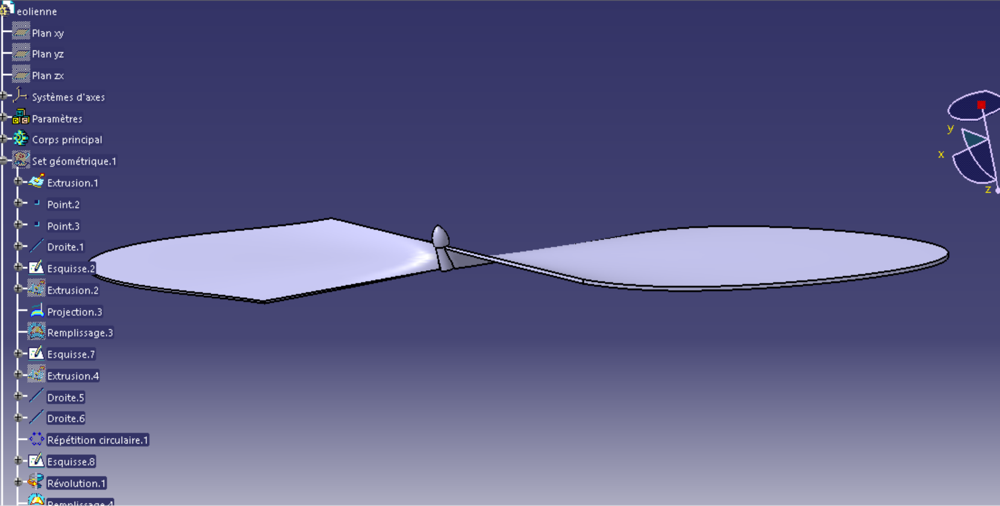 eolienne
Plan xy
Plan yz
Plan zx
Systèmes d'axes
Paramètres
Corps principal
Set géométrique.1
Extrusion.1
Point.2
Point.3
Droite.1
Esquisse.2
Extrusion.2
Projection.3
Remplissage.3
Esquisse.7
Extrusion.4
Droite.5
Droite.6
Répétition circulaire.1
Esquisse.8
Révolution.1
Remplissage.4
y
x
z